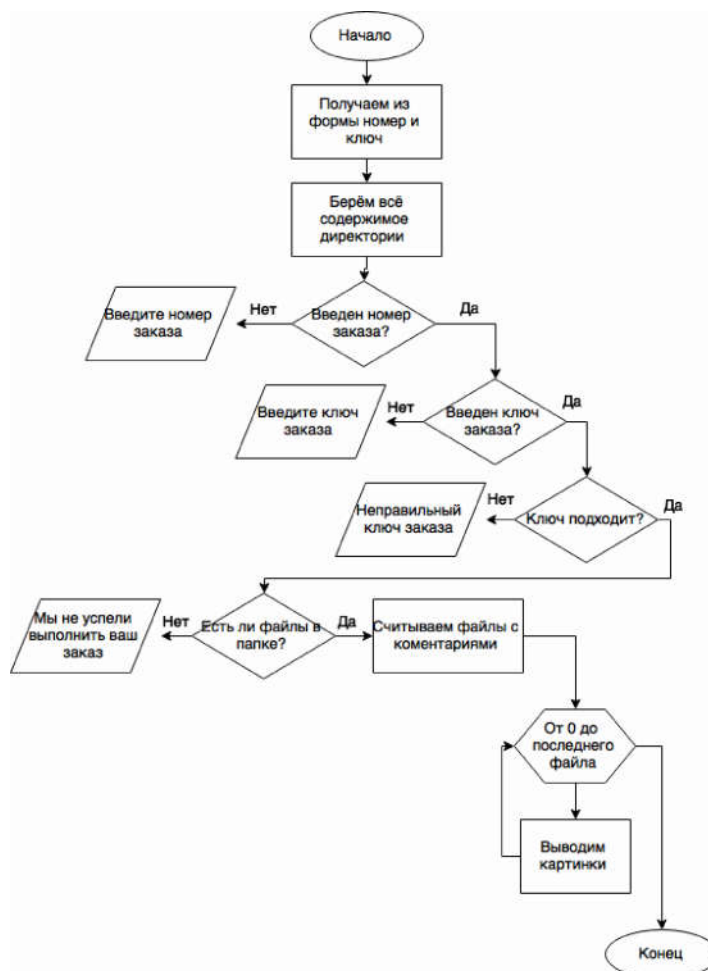 Начало
Получаем из
формы номер и
ключ
Берём всё
содержимое
директории
Введите номер
заказа
Нет
Введен номер
заказа?
Да
Введите ключ
заказа
Нет
Введен ключ
заказа?
Да
Неправильный
ключ заказа
Нет
Ключ подходит?
Да
Мы не успели
выполнить ваш
заказ
Нет
Есть ли файлы в
папке?
Да
Считываем файлы с
коментариями
От 0 до
последнего
файла
Выводим
картинки
Конец